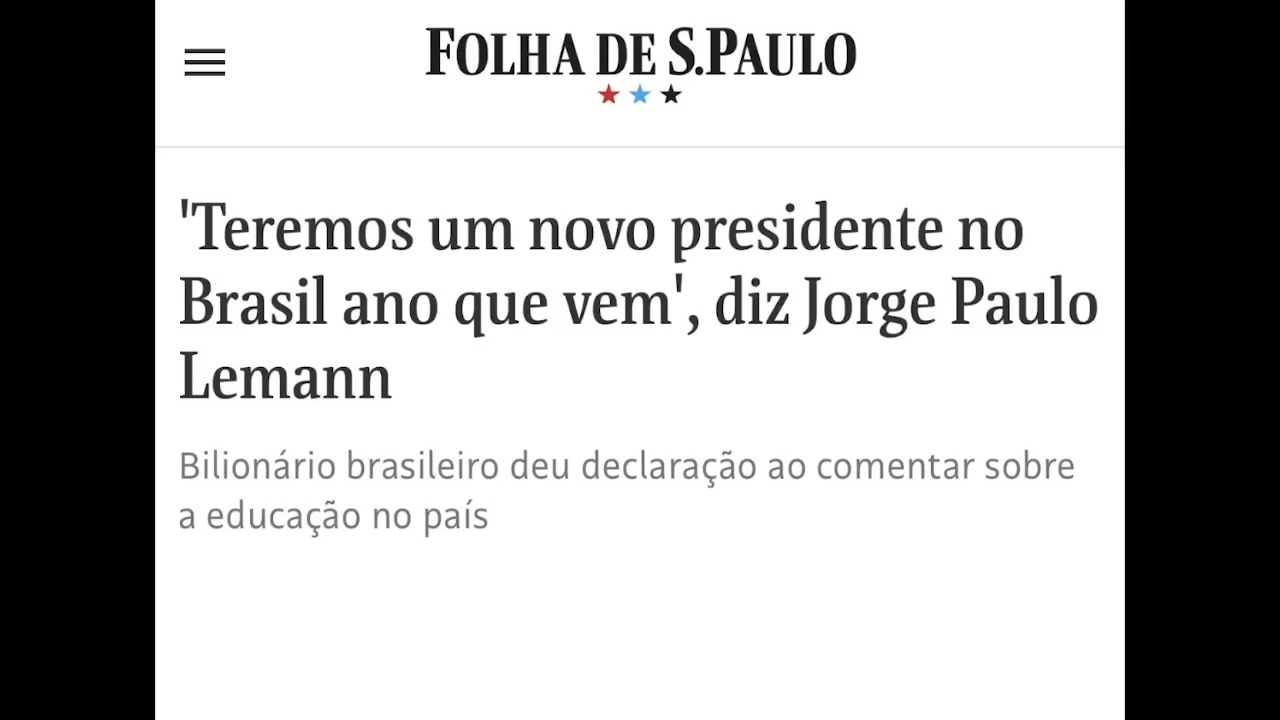 FOLHA DE S.PAULO
'Teremos um novo presidente no
Brasil ano que vem', diz Jorge Paulo
Lemann
Bilionário brasileiro deu declaração ao comentar sobre
a educação no país